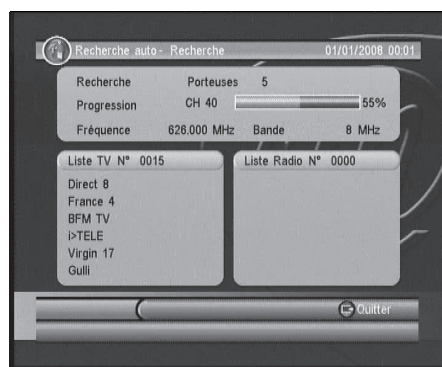 Recherche auto- Recherche 01/01/2008 00:01
Recherche Porteuses 5
Progression CH 40 55%
Fréquence 626.000 MHz Bande 8 MHz
Liste TV N° 0015 Liste Radio N° 0000
Direct 8
France 4
BFM TV
i>TELE
Virgin 17
Gulli
Quitter